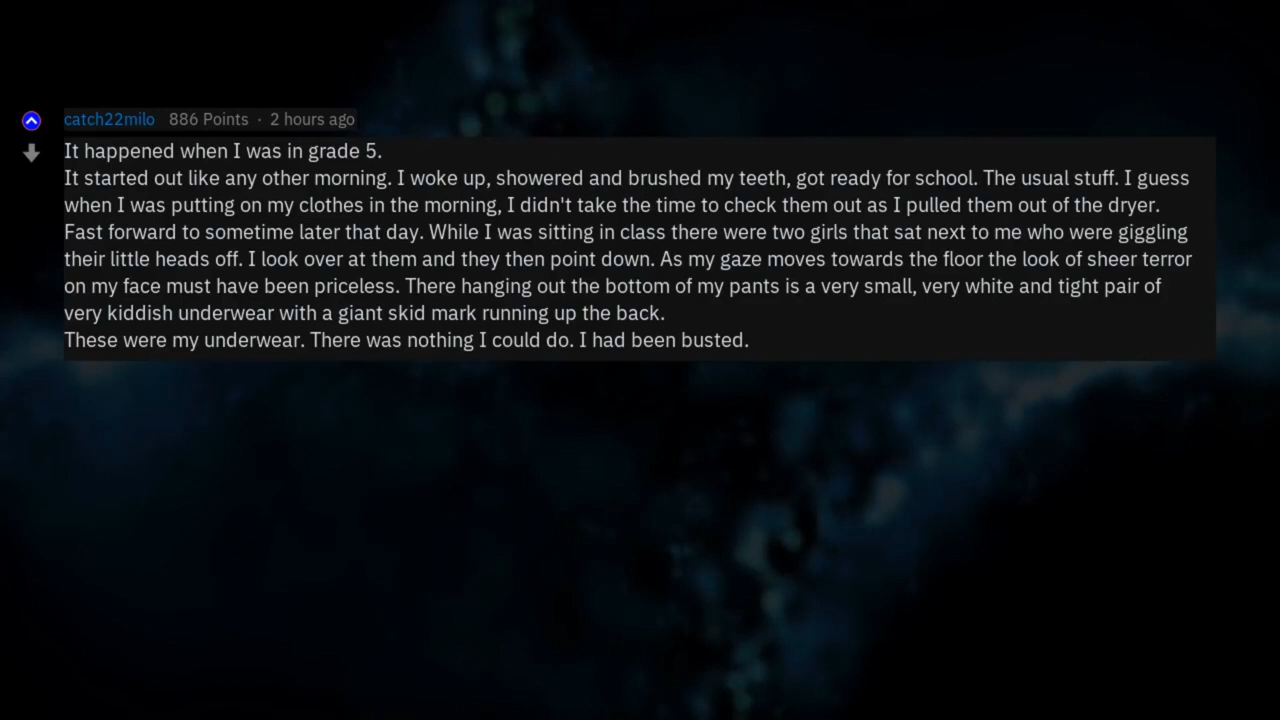 catch22milo 886 Points · 2 hours ago
It happened when I was in grade 5.
It started out like any other morning. I woke up, showered and brushed my teeth, got ready for school. The usual stuff. I guess
when I was putting on my clothes in the morning, I didn't take the time to check them out as I pulled them out of the dryer.
Fast forward to sometime later that day. While I was sitting in class there were two girls that sat next to me who were giggling
their little heads off. I look over at them and they then point down. As my gaze moves towards the floor the look of sheer terror
on my face must have been priceless. There hanging out the bottom of my pants is a very small, very white and tight pair of
very kiddish underwear with a giant skid mark running up the back.
These were my underwear. There was nothing I could do. I had been busted.